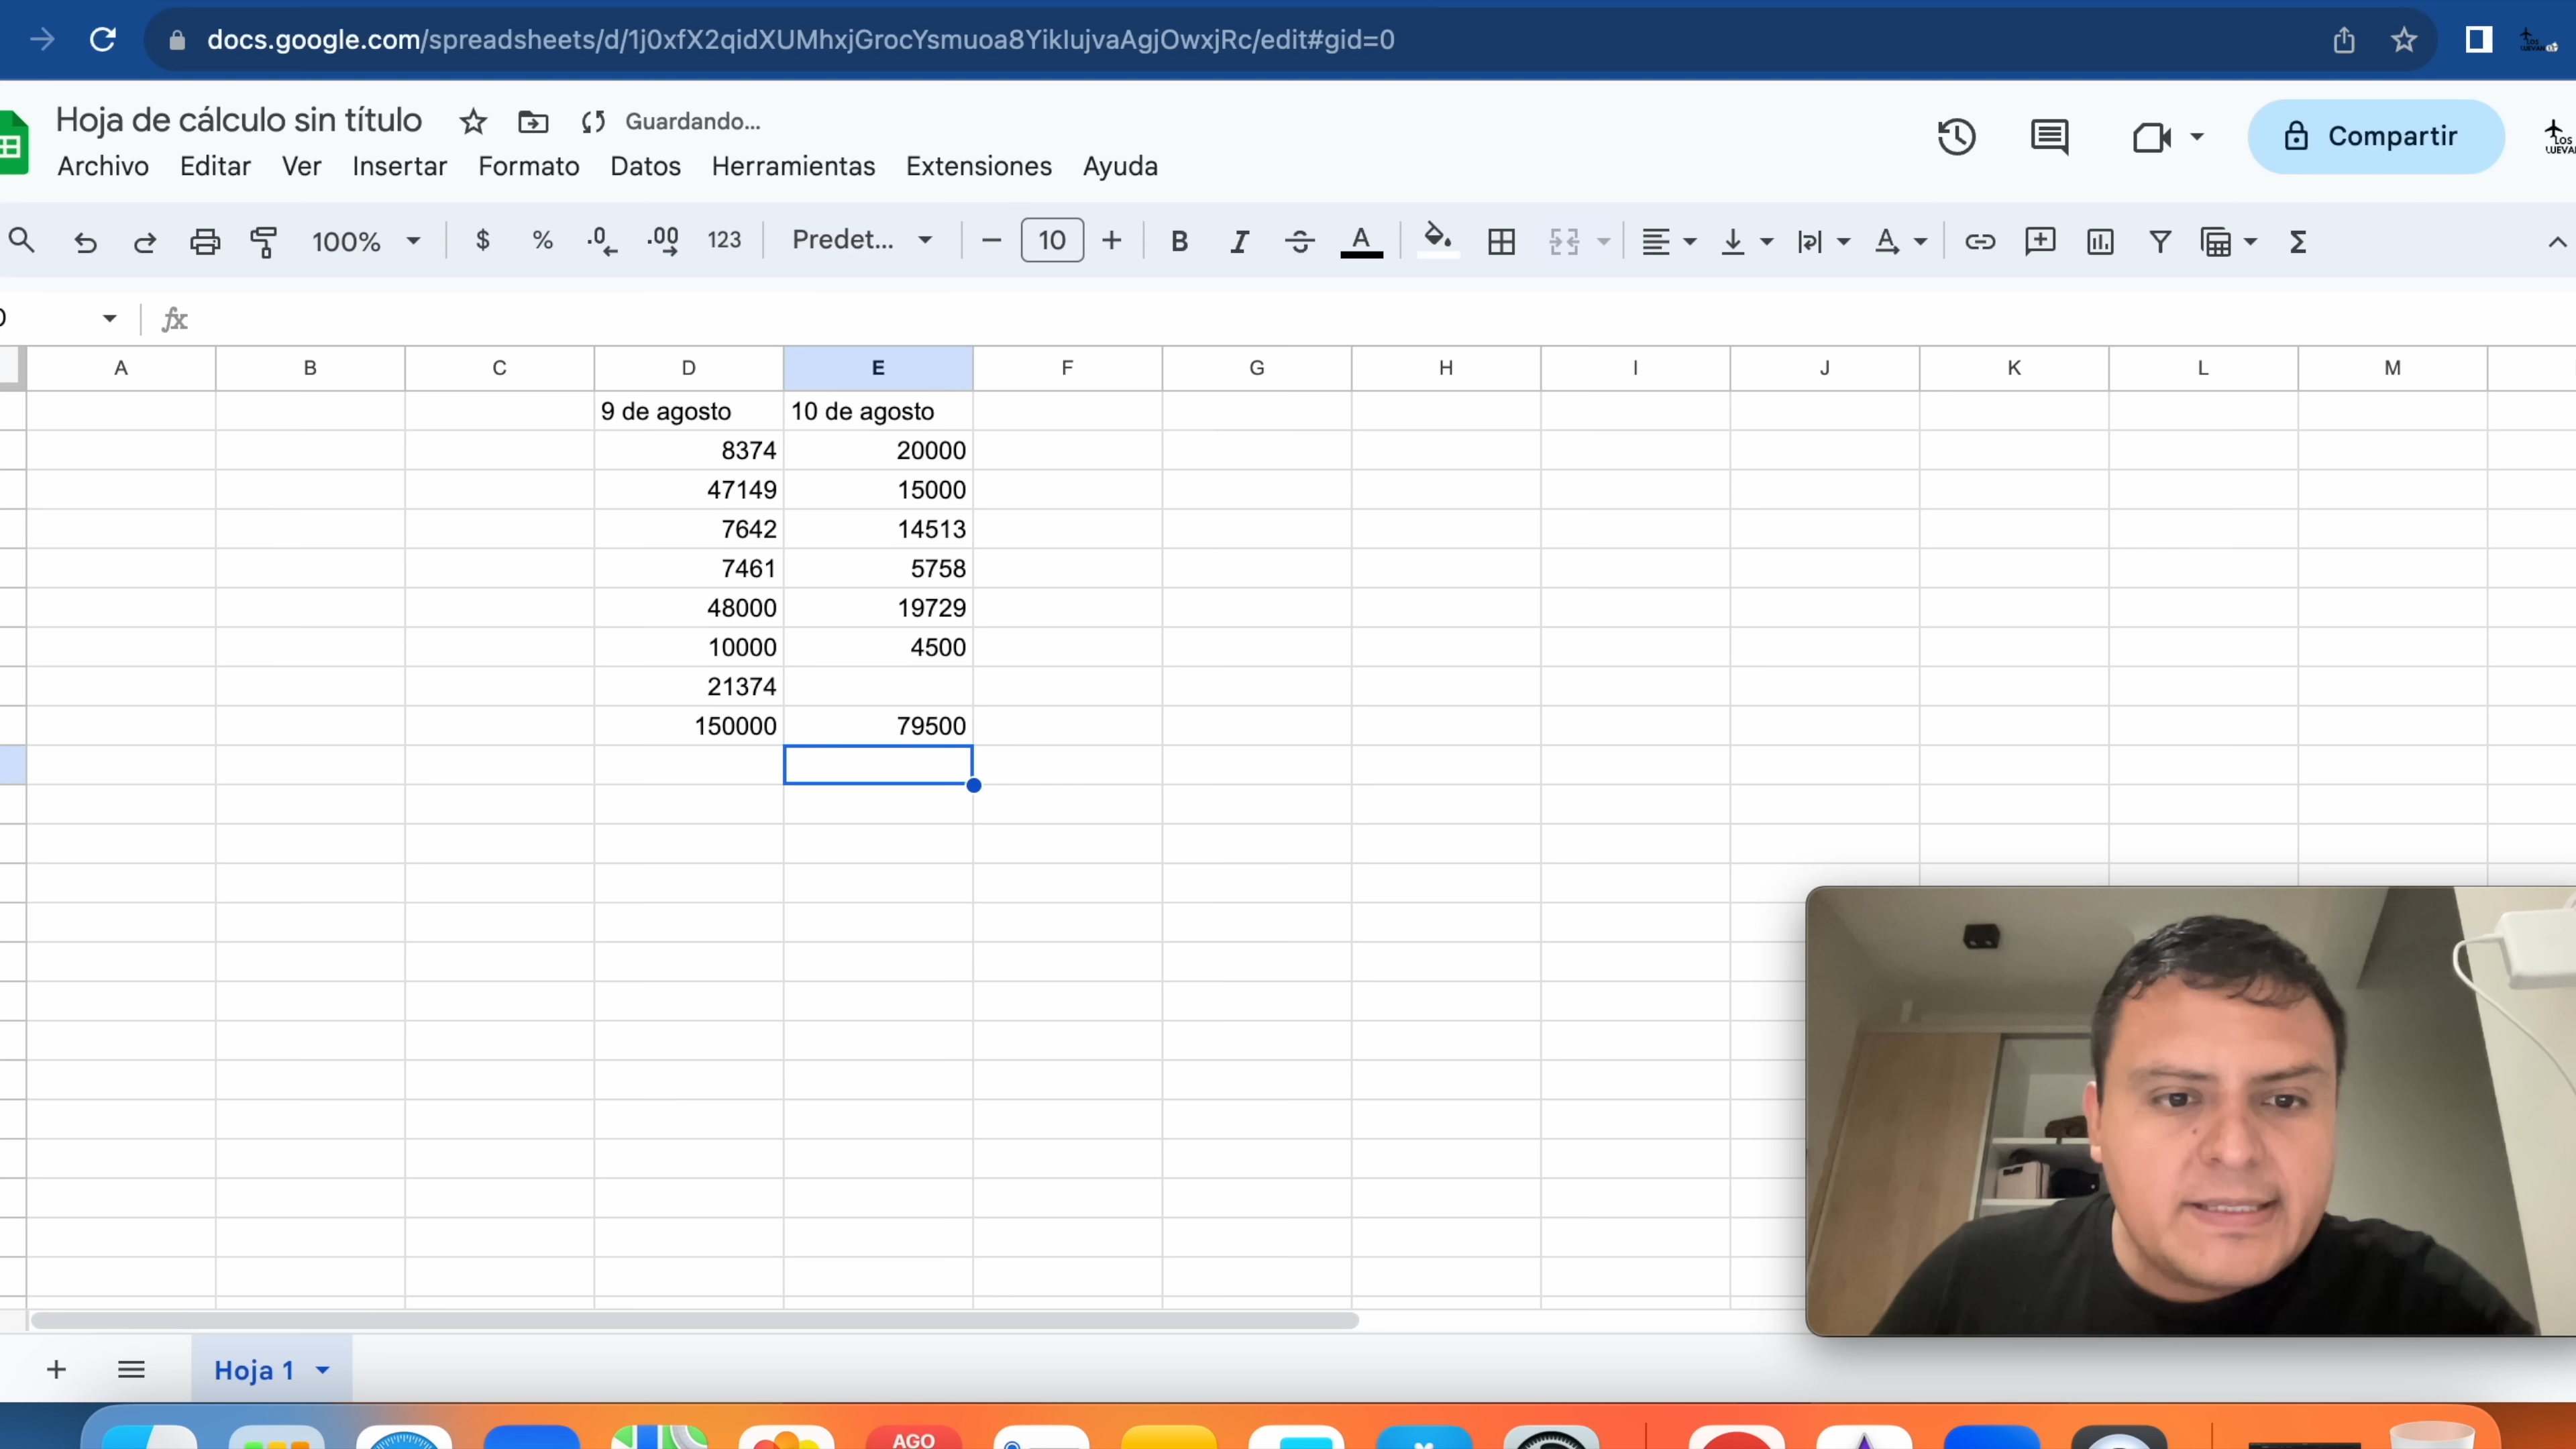 docs.google.com/spreadsheets/d/1j0xfX2qidXUMhxjGrocYsmuoa8YikIujvaAgjOwxjRc/edit#gid=0
Hoja de cálculo sin título Guardando...
Archivo Editar Ver Insertar Formato Datos Herramientas Extensiones Ayuda
Compartir
LOS
100% $ % .0 .00 123 Predet... 10 B I A A Σ
fx
A B C D E F G H I J K L M
9 de agosto 10 de agosto
8374 20000
47149 15000
7642 14513
7461 5758
48000 19729
10000 4500
21374
150000 79500
Hoja 1
AGO